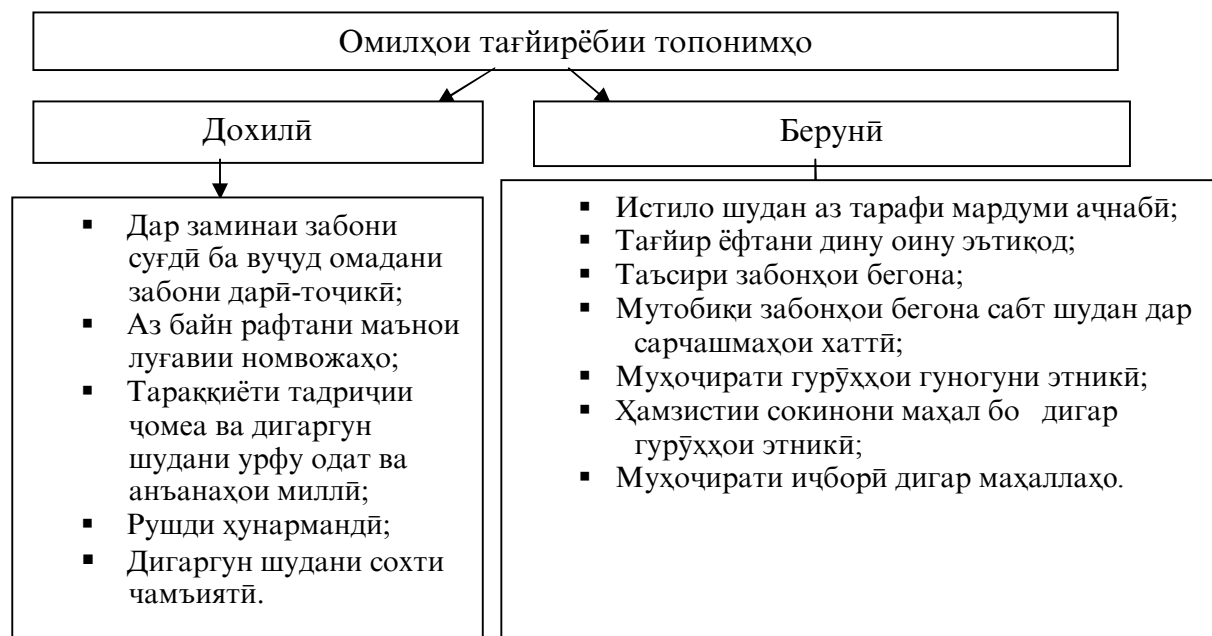 Омилҳои тағйирёбии топонимҳо
Дохилӣ
Берунӣ
▪ Дар заминаи забони
суғдӣ ба вуҷуд омадани
забони дарӣ-тоҷикӣ;
▪ Аз байн рафтани маънои
луғавии номвожаҳо;
▪ Тараққиёти тадриҷии
ҷомеа ва дигаргун
шудани урфу одат ва
анъанаҳои миллӣ;
▪ Рушди ҳунармандӣ;
▪ Дигаргун шудани сохти
чамъиятӣ.
▪ Истило шудан аз тарафи мардуми аҷнабӣ;
▪ Тағйир ёфтани дину оину эътиқод;
▪ Таъсири забонҳои бегона;
▪ Мутобиқи забонҳои бегона сабт шудан дар
сарчашмаҳои хаттӣ;
▪ Муҳоҷирати гурӯҳҳои гуногуни этникӣ;
▪ Ҳамзистии сокинони маҳал бо дигар
гурӯҳҳои этникӣ;
▪ Муҳоҷирати иҷборӣ дигар маҳаллаҳо.